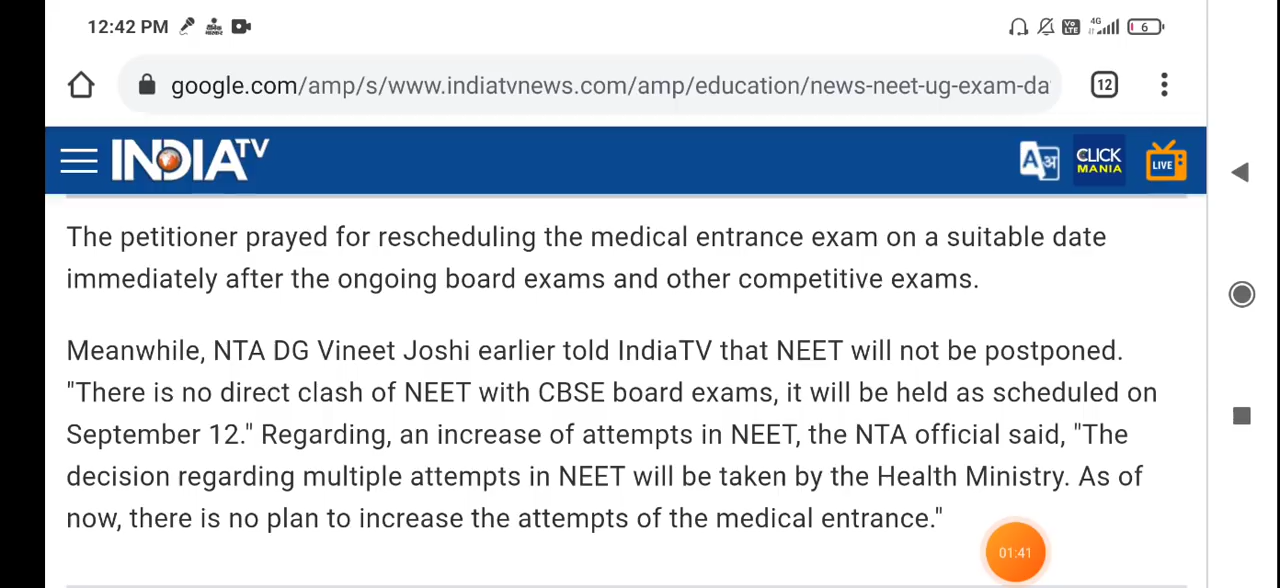 12:42 PM 4G Vo LTE 6
google.com/amp/s/www.indiatvnews.com/amp/education/news-neet-ug-exam-da 12
INDIA TV A अ CLICK MANIA LIVE
The petitioner prayed for rescheduling the medical entrance exam on a suitable date
immediately after the ongoing board exams and other competitive exams.
Meanwhile, NTA DG Vineet Joshi earlier told IndiaTV that NEET will not be postponed.
"There is no direct clash of NEET with CBSE board exams, it will be held as scheduled on
September 12." Regarding, an increase of attempts in NEET, the NTA official said, "The
decision regarding multiple attempts in NEET will be taken by the Health Ministry. As of
now, there is no plan to increase the attempts of the medical entrance."
01:41